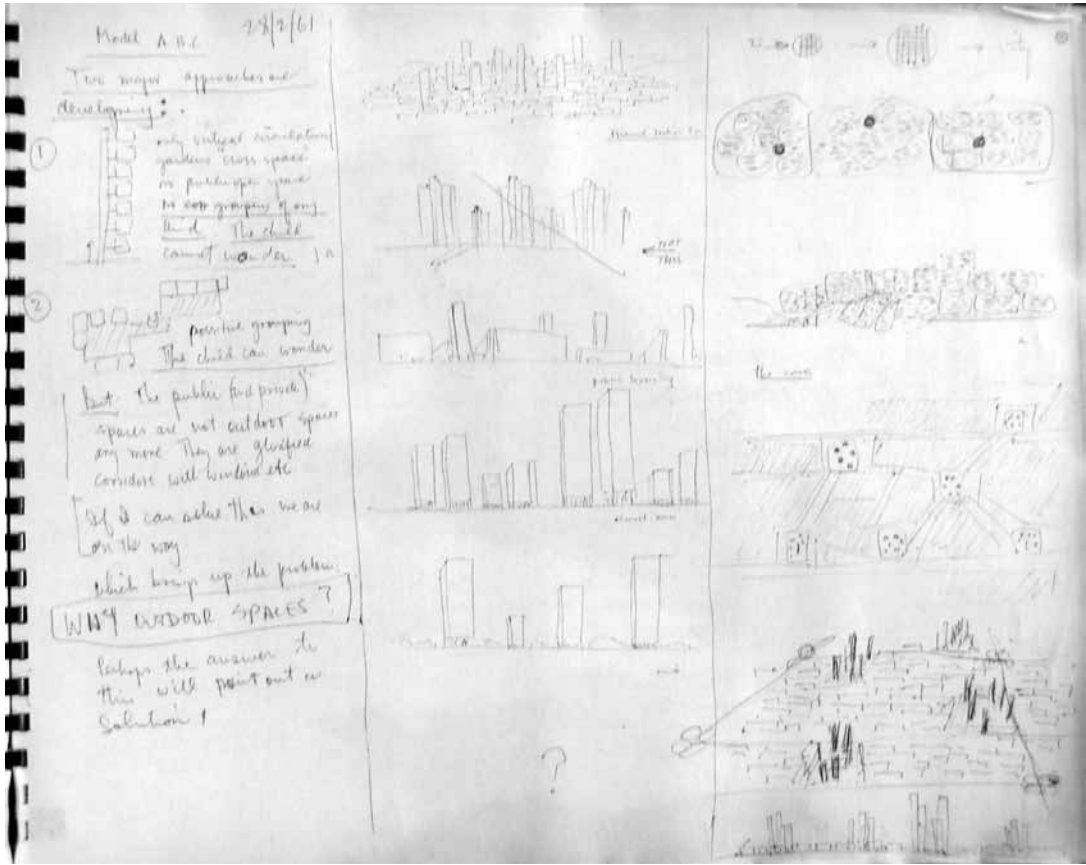 Model A B C 28/2/61
Two major approaches are
developing:
1
only vertical circulation
gardens cross space
no public open space
no grouping of any
kind The child
cannot wonder
2
positive grouping
The child can wonder
But The public (and private)
spaces are not outdoor spaces
any more They are glorified
corridors with windows etc
If it can solve this we are
on the way
which brings up the problem
WHY OUTDOOR SPACES?
Perhaps the answer to
this will point out a
Solution!
NOT
THIS
?
The core